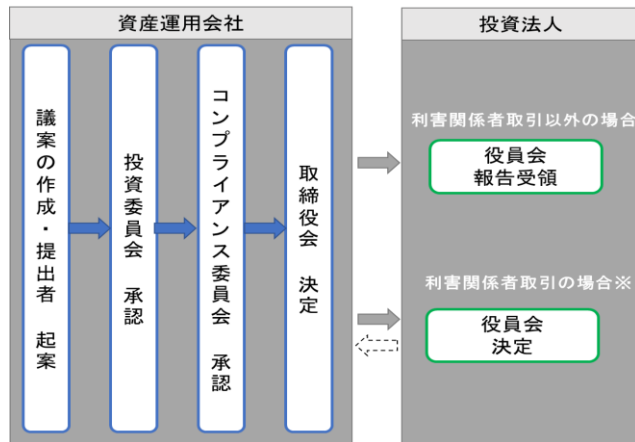 資産運用会社
議案の作成・提出者 起案
投資委員会 承認
コンプライアンス委員会 承認
取締役会 決定
投資法人
利害関係者取引以外の場合
役員会
報告受領
利害関係者取引の場合※
役員会
決定